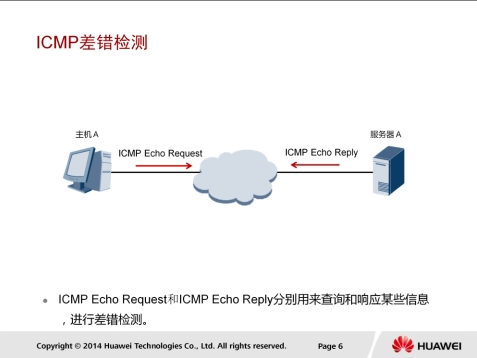 ICMP差错检测
主机 A
服务器 A
ICMP Echo Request
ICMP Echo Reply
● ICMP Echo Request和ICMP Echo Reply分别用来查询和响应某些信息
，进行差错检测。
Copyright © 2014 Huawei Technologies Co., Ltd. All rights reserved. Page 6 HUAWEI